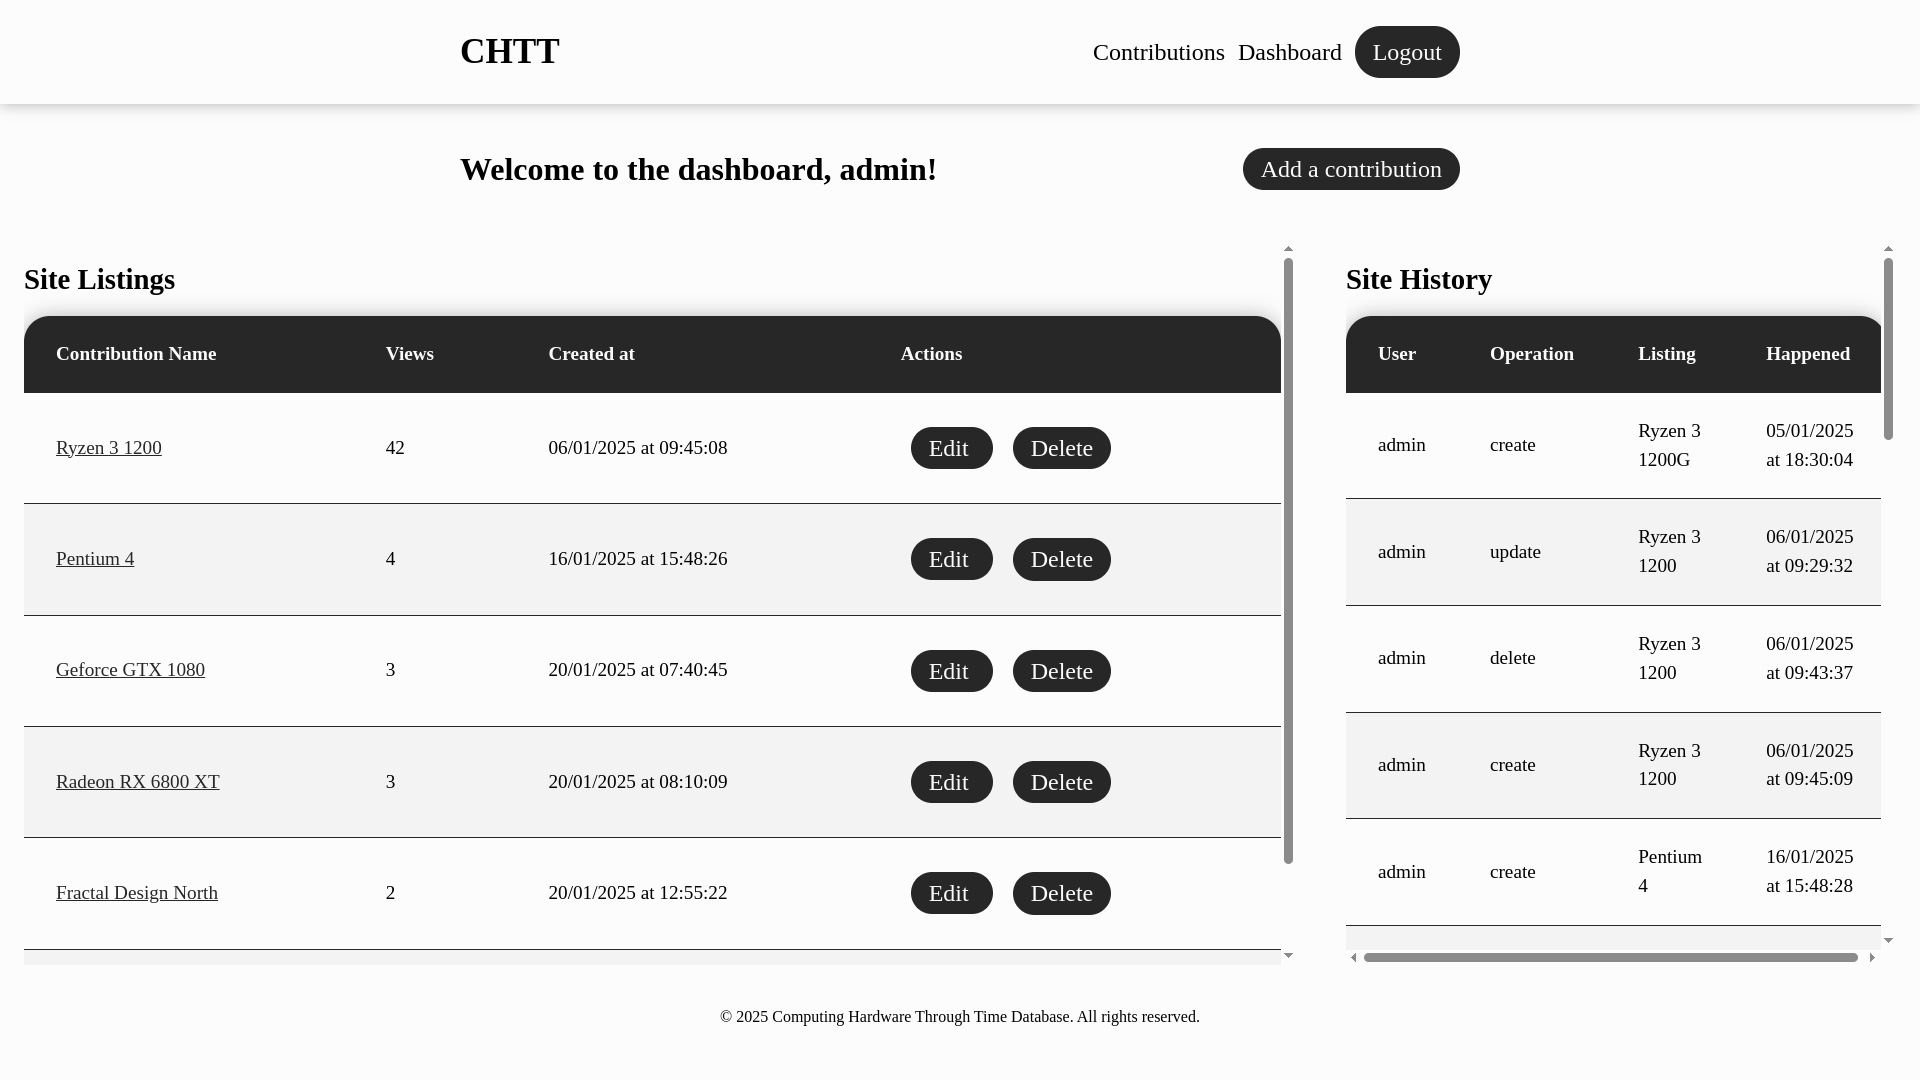 CHTT
Contributions Dashboard Logout
Welcome to the dashboard, admin!
Add a contribution
Site Listings
Contribution Name Views Created at Actions
Ryzen 3 1200 42 06/01/2025 at 09:45:08 Edit Delete
Pentium 4 4 16/01/2025 at 15:48:26 Edit Delete
Geforce GTX 1080 3 20/01/2025 at 07:40:45 Edit Delete
Radeon RX 6800 XT 3 20/01/2025 at 08:10:09 Edit Delete
Fractal Design North 2 20/01/2025 at 12:55:22 Edit Delete
Site History
User Operation Listing Happened
admin create Ryzen 3 1200G 05/01/2025 at 18:30:04
admin update Ryzen 3 1200 06/01/2025 at 09:29:32
admin delete Ryzen 3 1200 06/01/2025 at 09:43:37
admin create Ryzen 3 1200 06/01/2025 at 09:45:09
admin create Pentium 4 16/01/2025 at 15:48:28
© 2025 Computing Hardware Through Time Database. All rights reserved.